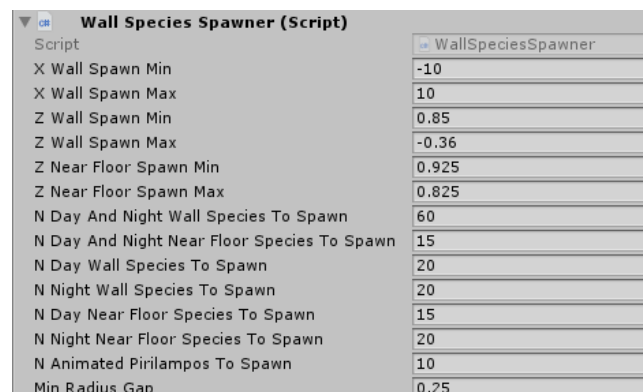 Wall Species Spawner (Script)
Script WallSpeciesSpawner
X Wall Spawn Min -10
X Wall Spawn Max 10
Z Wall Spawn Min 0.85
Z Wall Spawn Max -0.36
Z Near Floor Spawn Min 0.925
Z Near Floor Spawn Max 0.825
N Day And Night Wall Species To Spawn 60
N Day And Night Near Floor Species To Spawn 15
N Day Wall Species To Spawn 20
N Night Wall Species To Spawn 20
N Day Near Floor Species To Spawn 15
N Night Near Floor Species To Spawn 20
N Animated Pirilampos To Spawn 10
Min Radius Gap 0.25